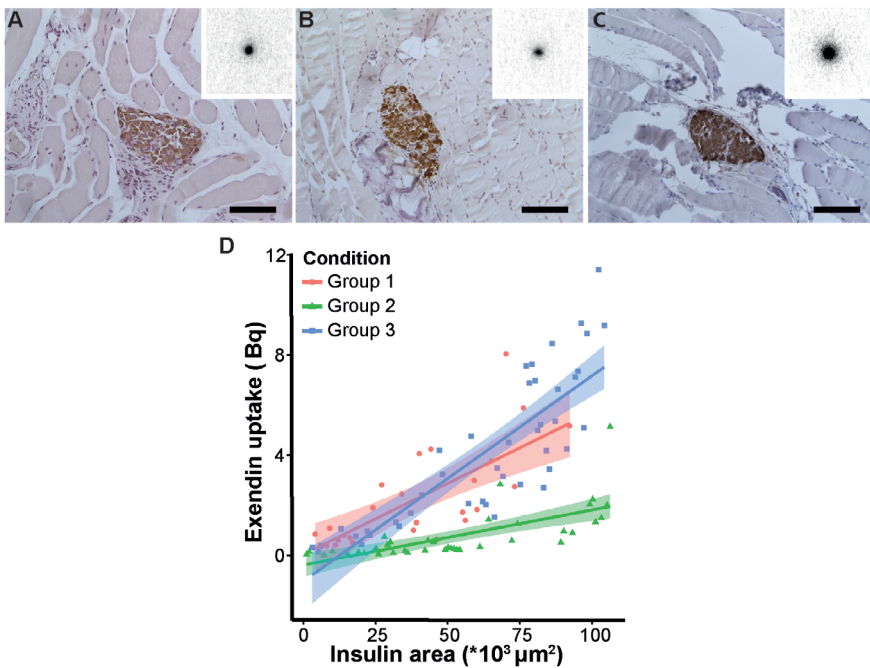 A
B
C
D
Condition
Group 1
Group 2
Group 3
12
8
4
0
Exendin uptake ( Bq)
0 25 50 75 100
Insulin area (*10³ µm²)